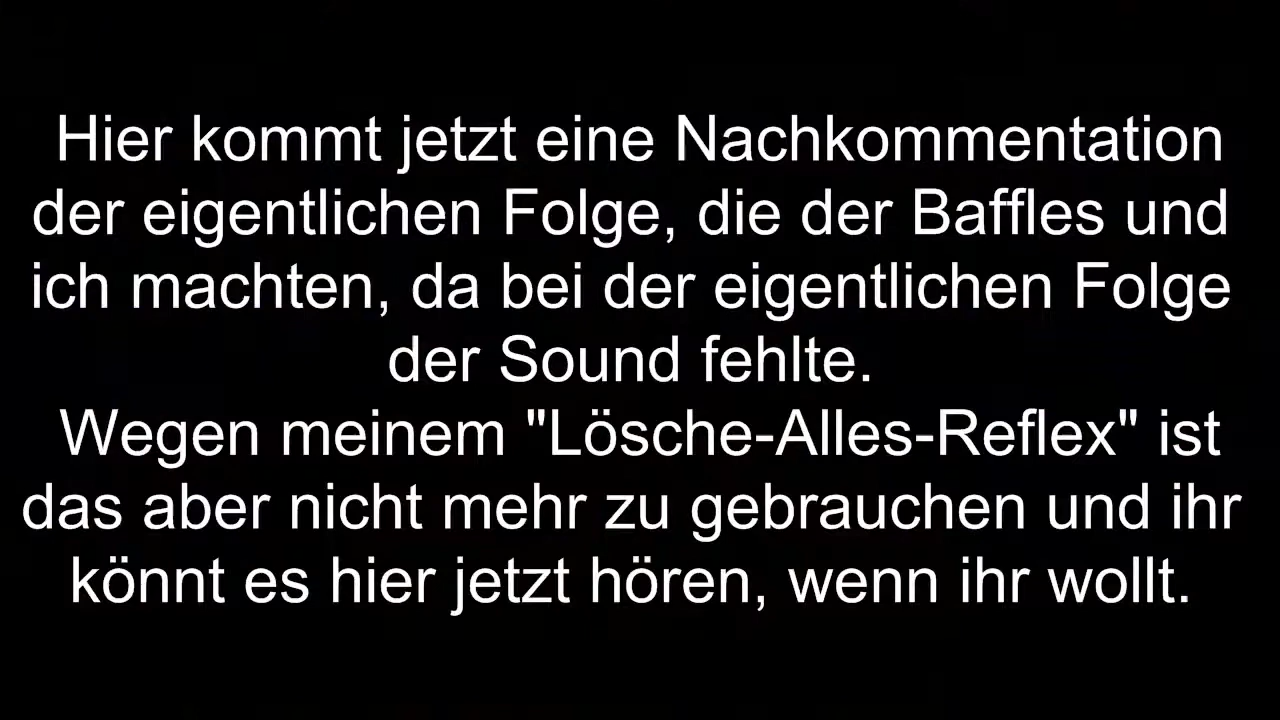 Hier kommt jetzt eine Nachkommentation
der eigentlichen Folge, die der Baffles und
ich machten, da bei der eigentlichen Folge
der Sound fehlte.
Wegen meinem "Lösche-Alles-Reflex" ist
das aber nicht mehr zu gebrauchen und ihr
könnt es hier jetzt hören, wenn ihr wollt.